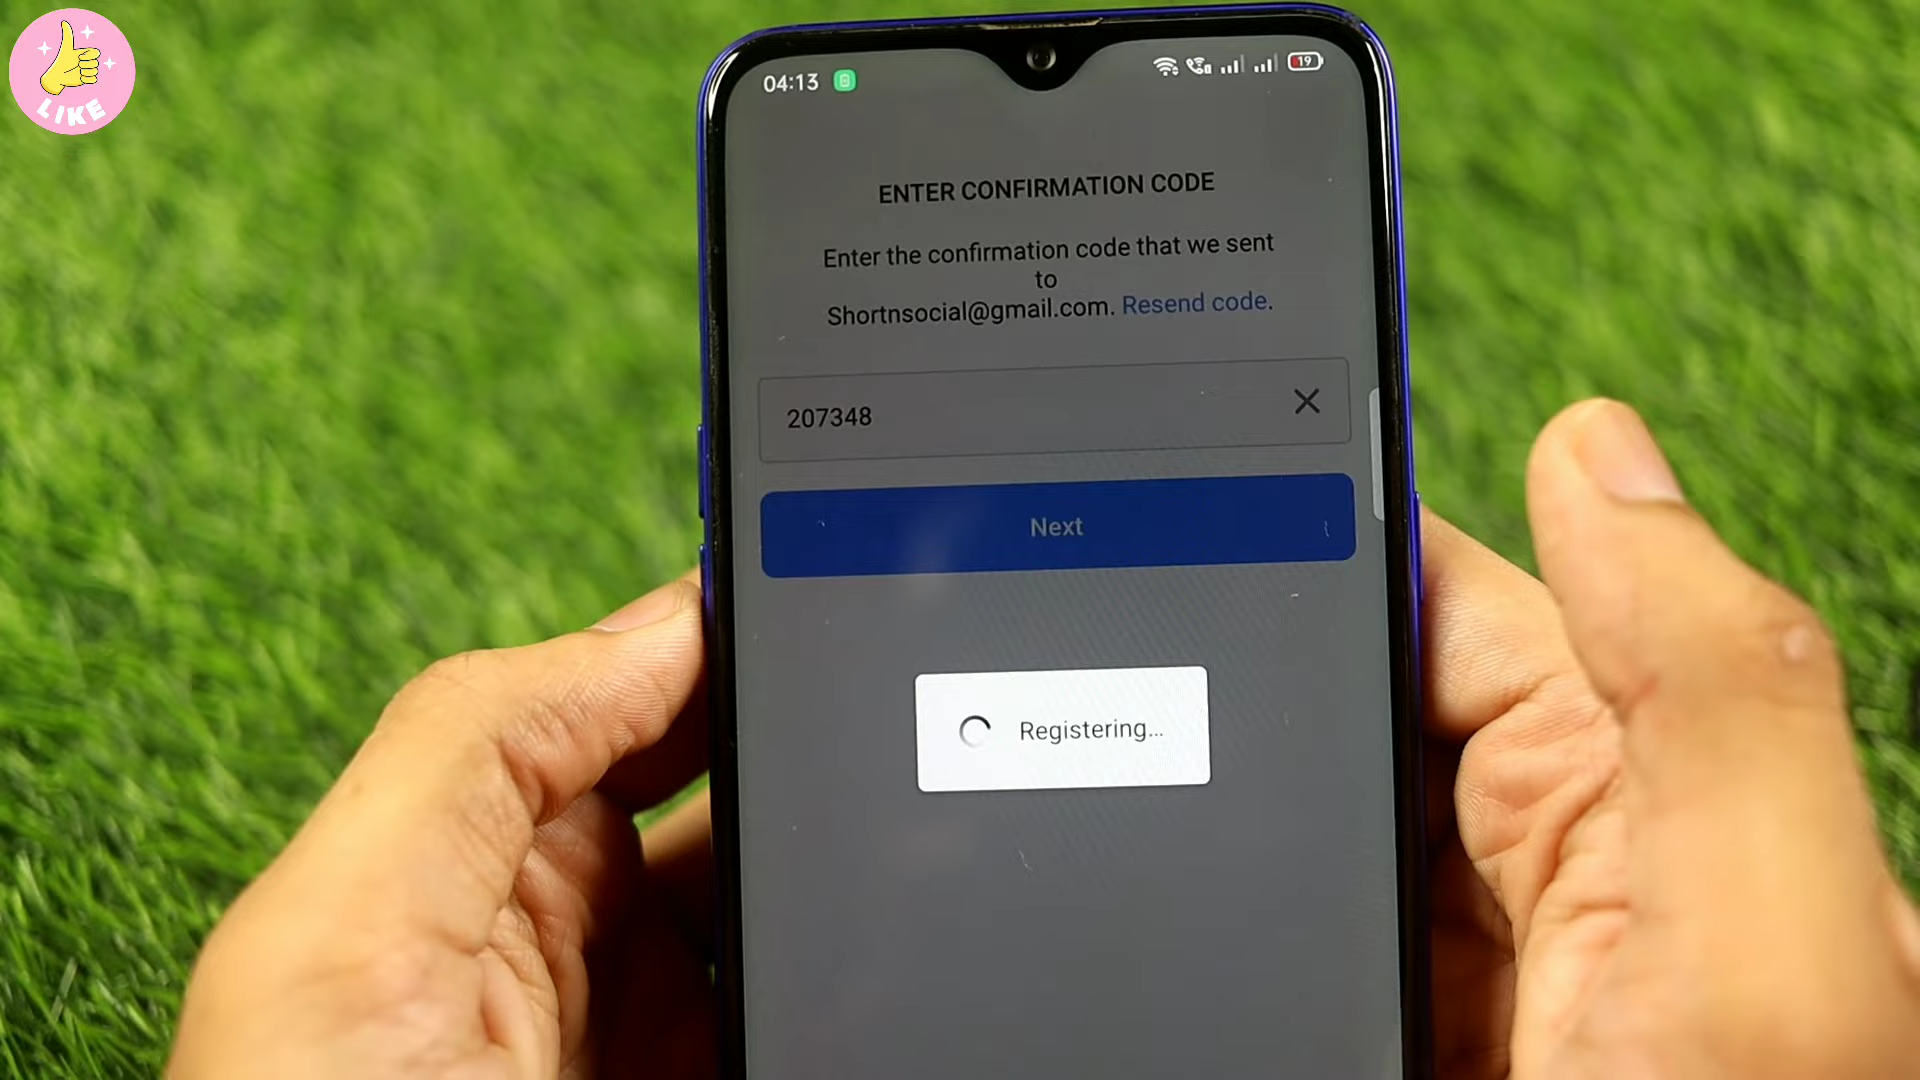 LIKE
04:13
19
ENTER CONFIRMATION CODE
Enter the confirmation code that we sent
to
Shortnsocial@gmail.com. Resend code.
207348
Next
Registering...